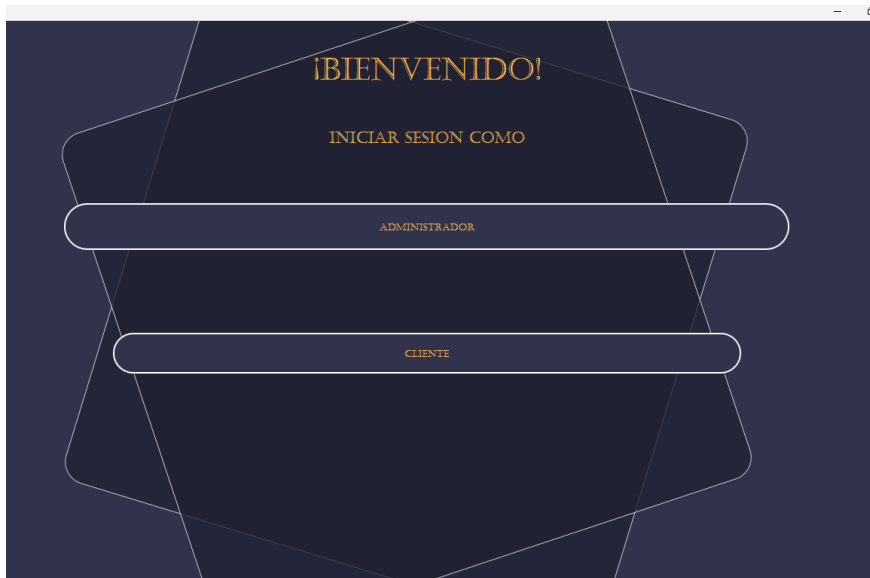 ¡BIENVENIDO!
INICIAR SESION COMO
ADMINISTRADOR
CLIENTE